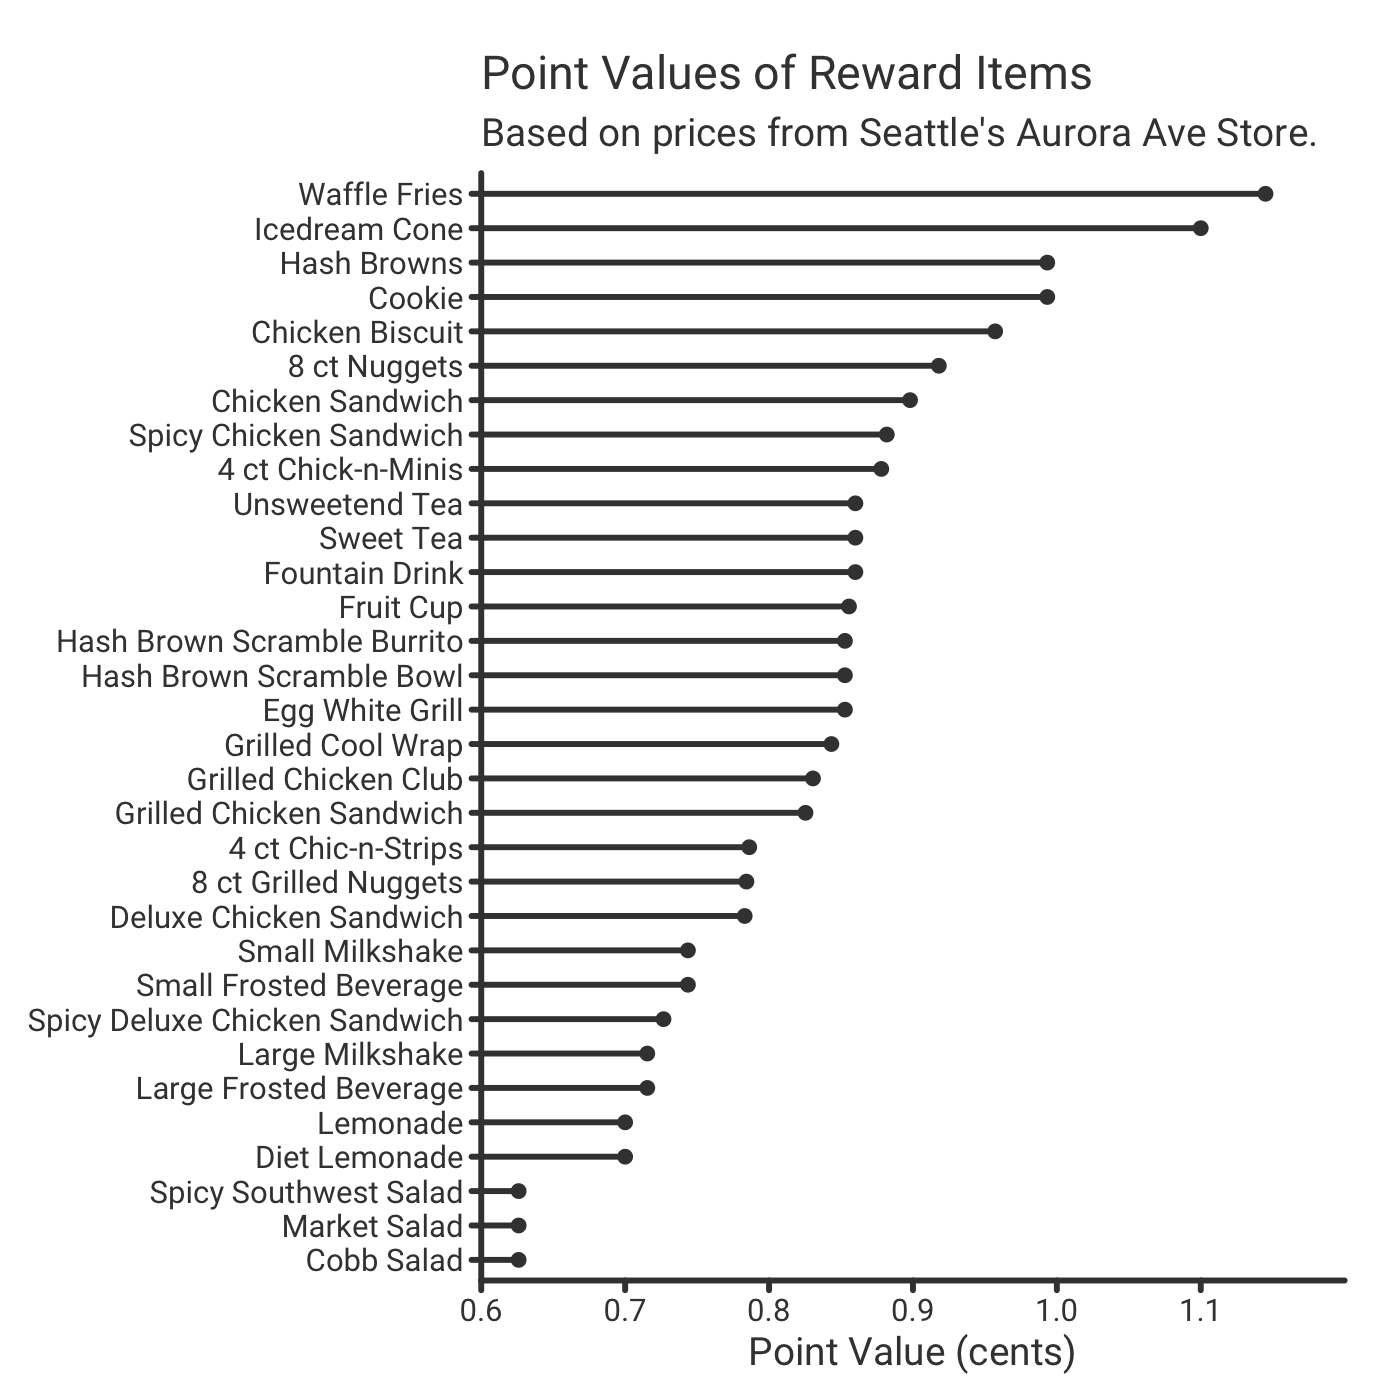 Point Values of Reward Items
Based on prices from Seattle's Aurora Ave Store.
Waffle Fries
Icedream Cone
Hash Browns
Cookie
Chicken Biscuit
8 ct Nuggets
Chicken Sandwich
Spicy Chicken Sandwich
4 ct Chick-n-Minis
Unsweetend Tea
Sweet Tea
Fountain Drink
Fruit Cup
Hash Brown Scramble Burrito
Hash Brown Scramble Bowl
Egg White Grill
Grilled Cool Wrap
Grilled Chicken Club
Grilled Chicken Sandwich
4 ct Chic-n-Strips
8 ct Grilled Nuggets
Deluxe Chicken Sandwich
Small Milkshake
Small Frosted Beverage
Spicy Deluxe Chicken Sandwich
Large Milkshake
Large Frosted Beverage
Lemonade
Diet Lemonade
Spicy Southwest Salad
Market Salad
Cobb Salad
0.6 0.7 0.8 0.9 1.0 1.1
Point Value (cents)